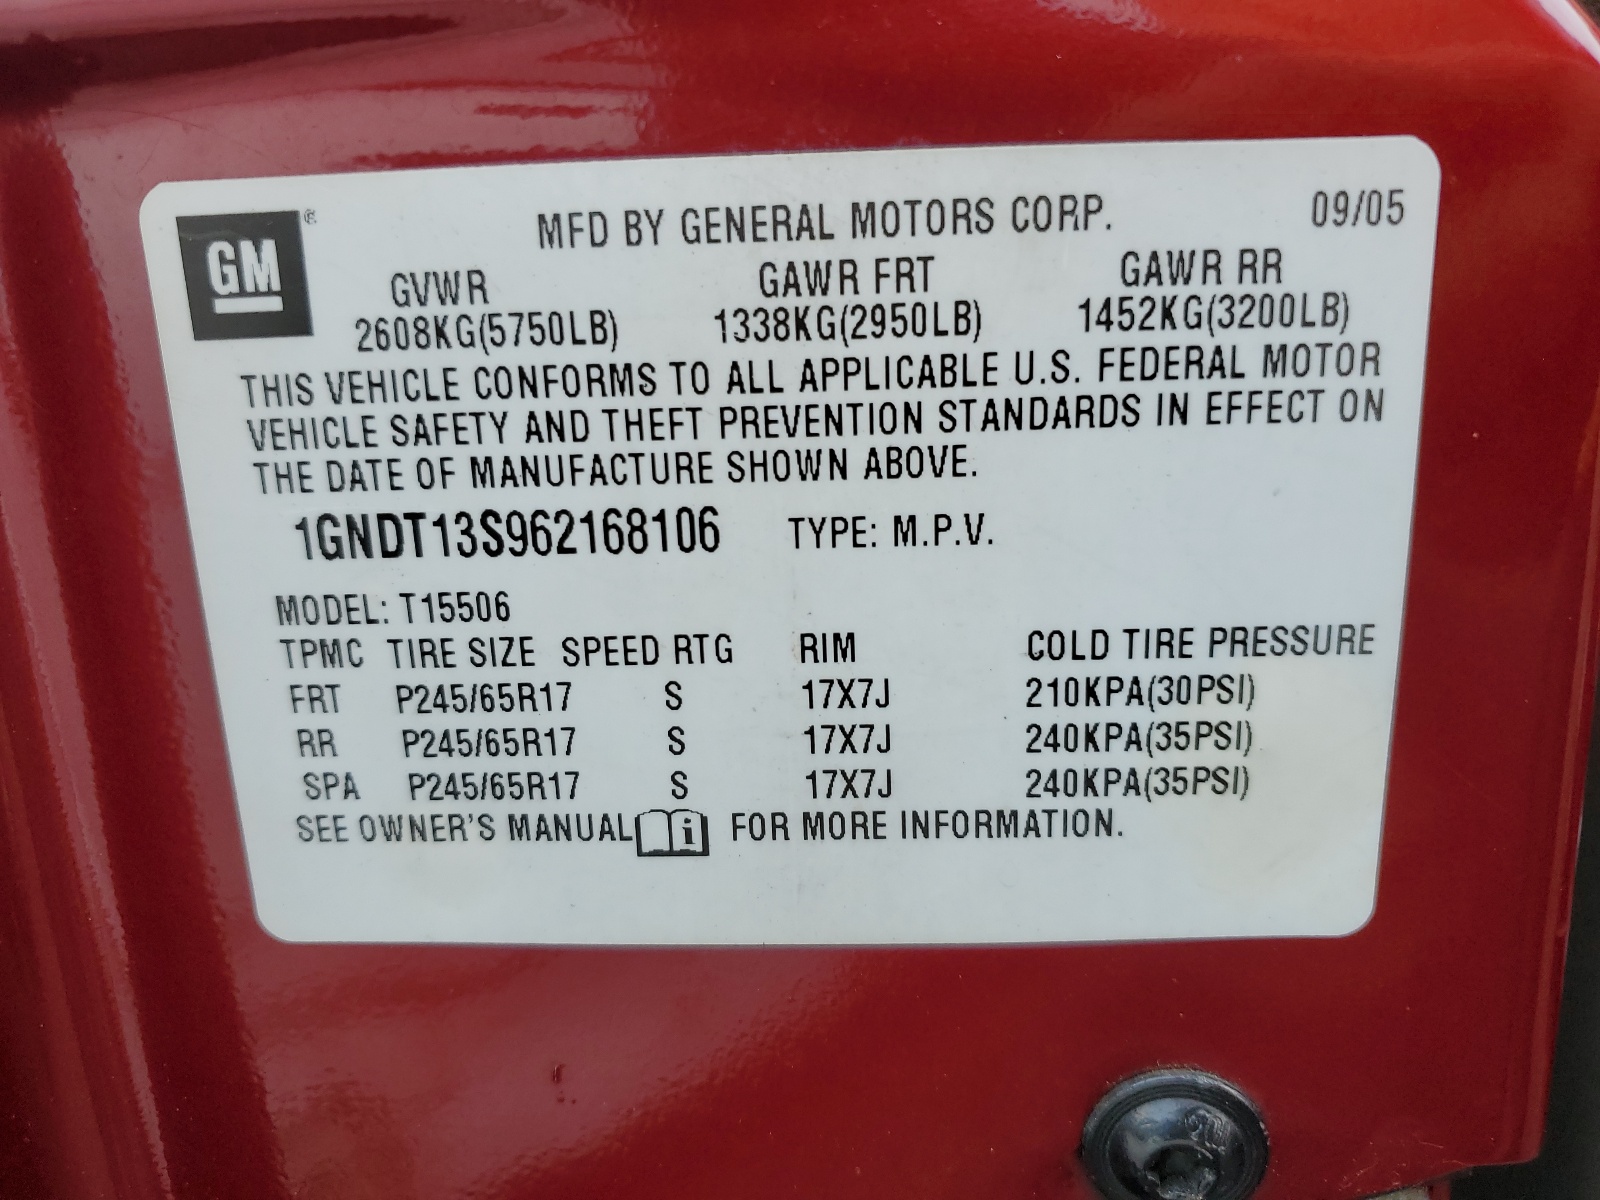 GM®
MFD BY GENERAL MOTORS CORP. 09/05
GVWR GAWR FRT GAWR RR
2608KG(5750LB) 1338KG(2950LB) 1452KG(3200LB)
THIS VEHICLE CONFORMS TO ALL APPLICABLE U.S. FEDERAL MOTOR
VEHICLE SAFETY AND THEFT PREVENTION STANDARDS IN EFFECT ON
THE DATE OF MANUFACTURE SHOWN ABOVE.
1GNDT13S962168106 TYPE: M.P.V.
MODEL: T15506
TPMC TIRE SIZE SPEED RTG RIM COLD TIRE PRESSURE
FRT P245/65R17 S 17X7J 210KPA(30PSI)
RR P245/65R17 S 17X7J 240KPA(35PSI)
SPA P245/65R17 S 17X7J 240KPA(35PSI)
SEE OWNER'S MANUAL i FOR MORE INFORMATION.